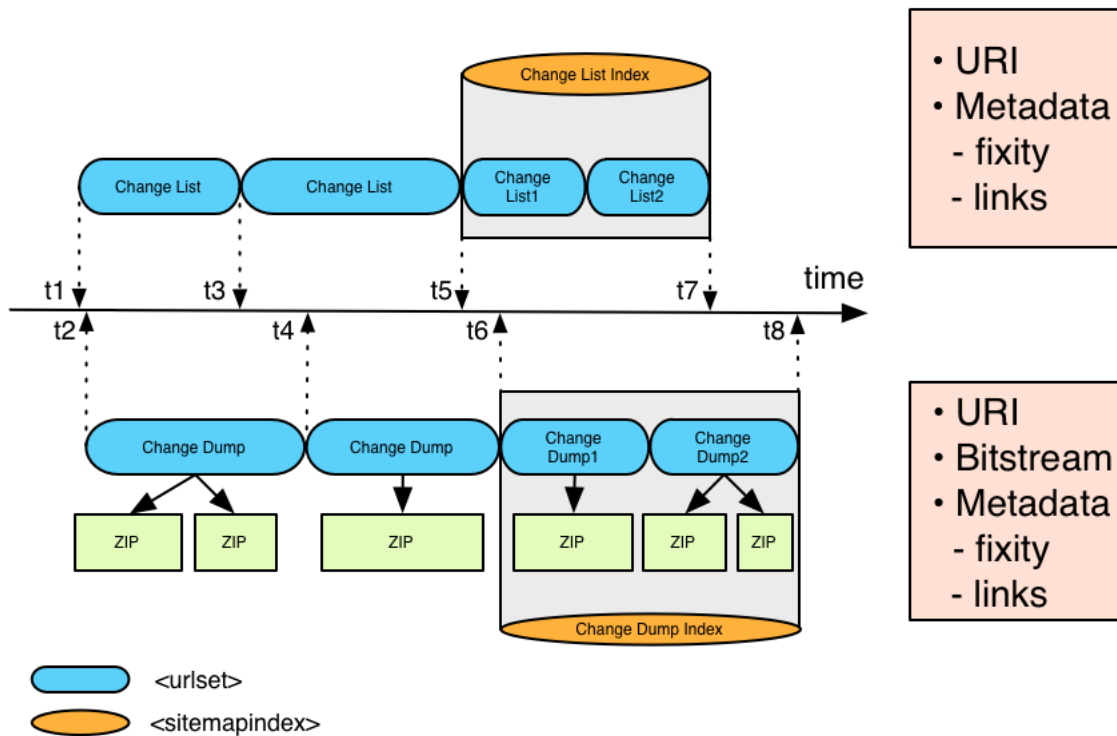 Change List Index
Change List
Change List
Change
List1
Change
List2
• URI
• Metadata
- fixity
- links
t1
t3
t5
t7
time
t2
t4
t6
t8
Change Dump
Change Dump
Change
Dump1
Change
Dump2
ZIP
ZIP
ZIP
ZIP
ZIP
ZIP
Change Dump Index
• URI
• Bitstream
• Metadata
- fixity
- links
<urlset>
<sitemapindex>